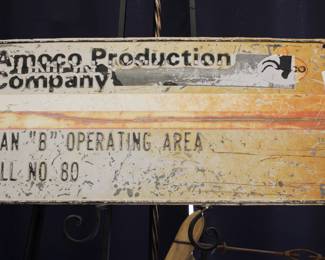 Amoco Production
Company
AN "B" OPERATING AREA
LL NO 80